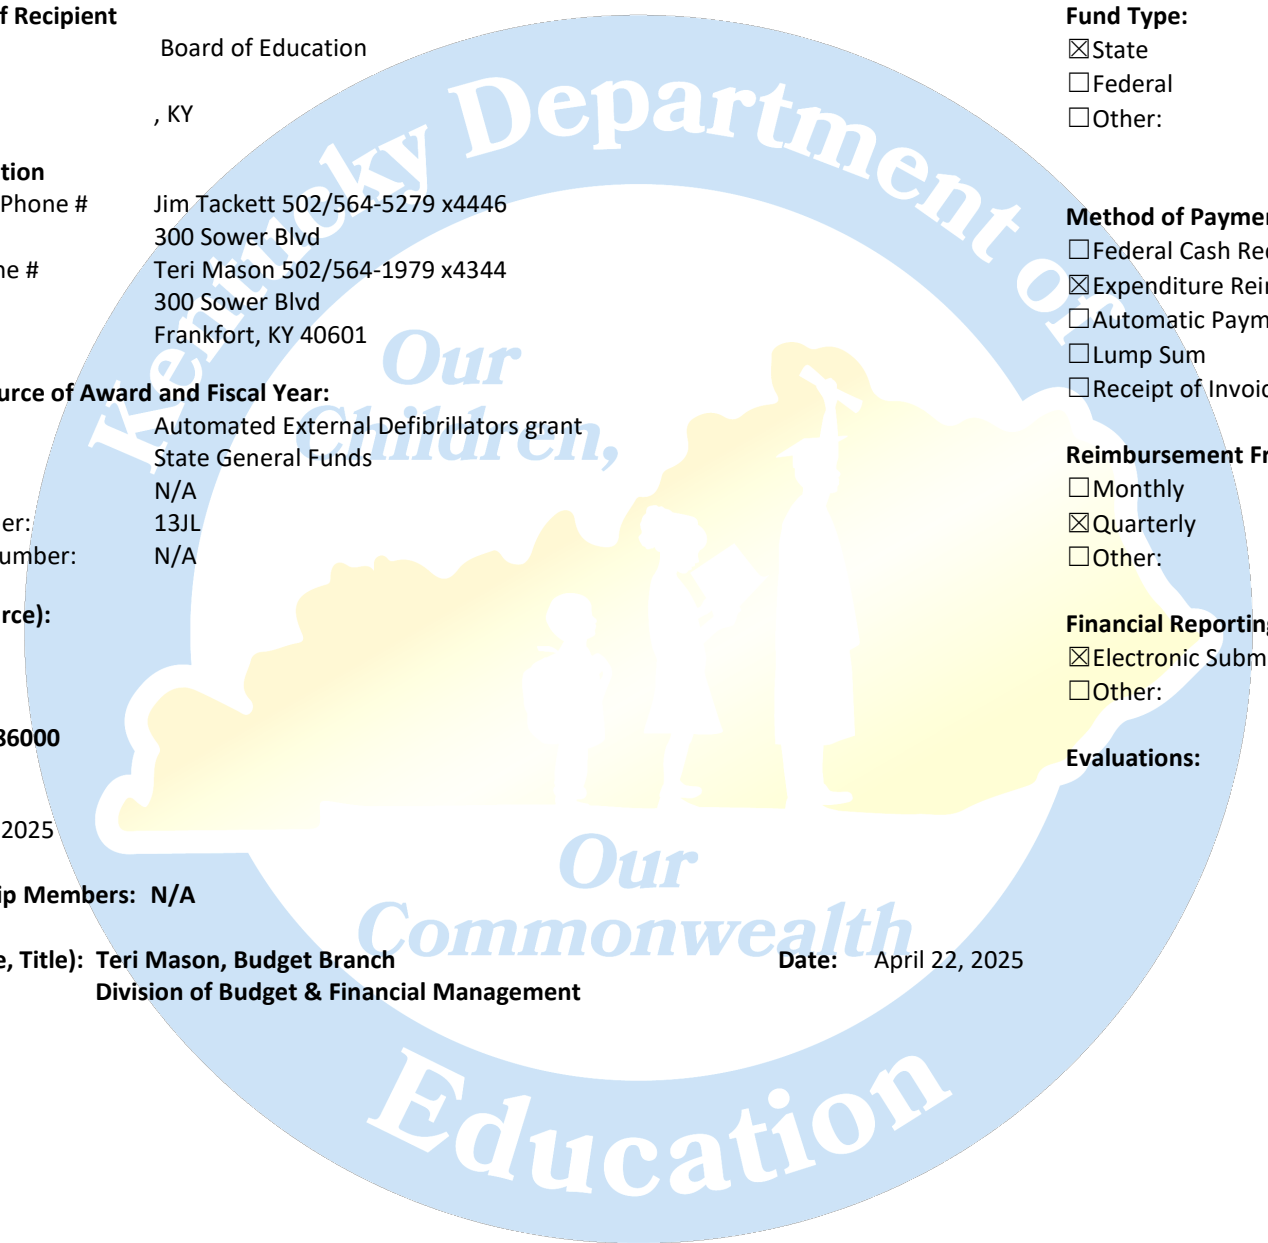 f Recipient
Board of Education
, KY
tion
Phone # Jim Tackett 502/564-5279 x4446
300 Sower Blvd
ne # Teri Mason 502/564-1979 x4344
300 Sower Blvd
Frankfort, KY 40601
urce of Award and Fiscal Year:
Automated External Defibrillators grant
State General Funds
N/A
er: 13JL
umber: N/A
rce):
36000
2025
ip Members: N/A
e, Title): Teri Mason, Budget Branch
Division of Budget & Financial Management
Date: April 22, 2025
Fund Type:
☒State
☐Federal
☐Other:
Method of Paymen
☐Federal Cash Rec
☒Expenditure Rei
☐Automatic Paym
☐Lump Sum
☐Receipt of Invoic
Reimbursement Fr
☐Monthly
☒Quarterly
☐Other:
Financial Reporting
☒Electronic Subm
☐Other:
Evaluations:
Kentucky Department of
Education
Our
Children,
Our
Commonwealth